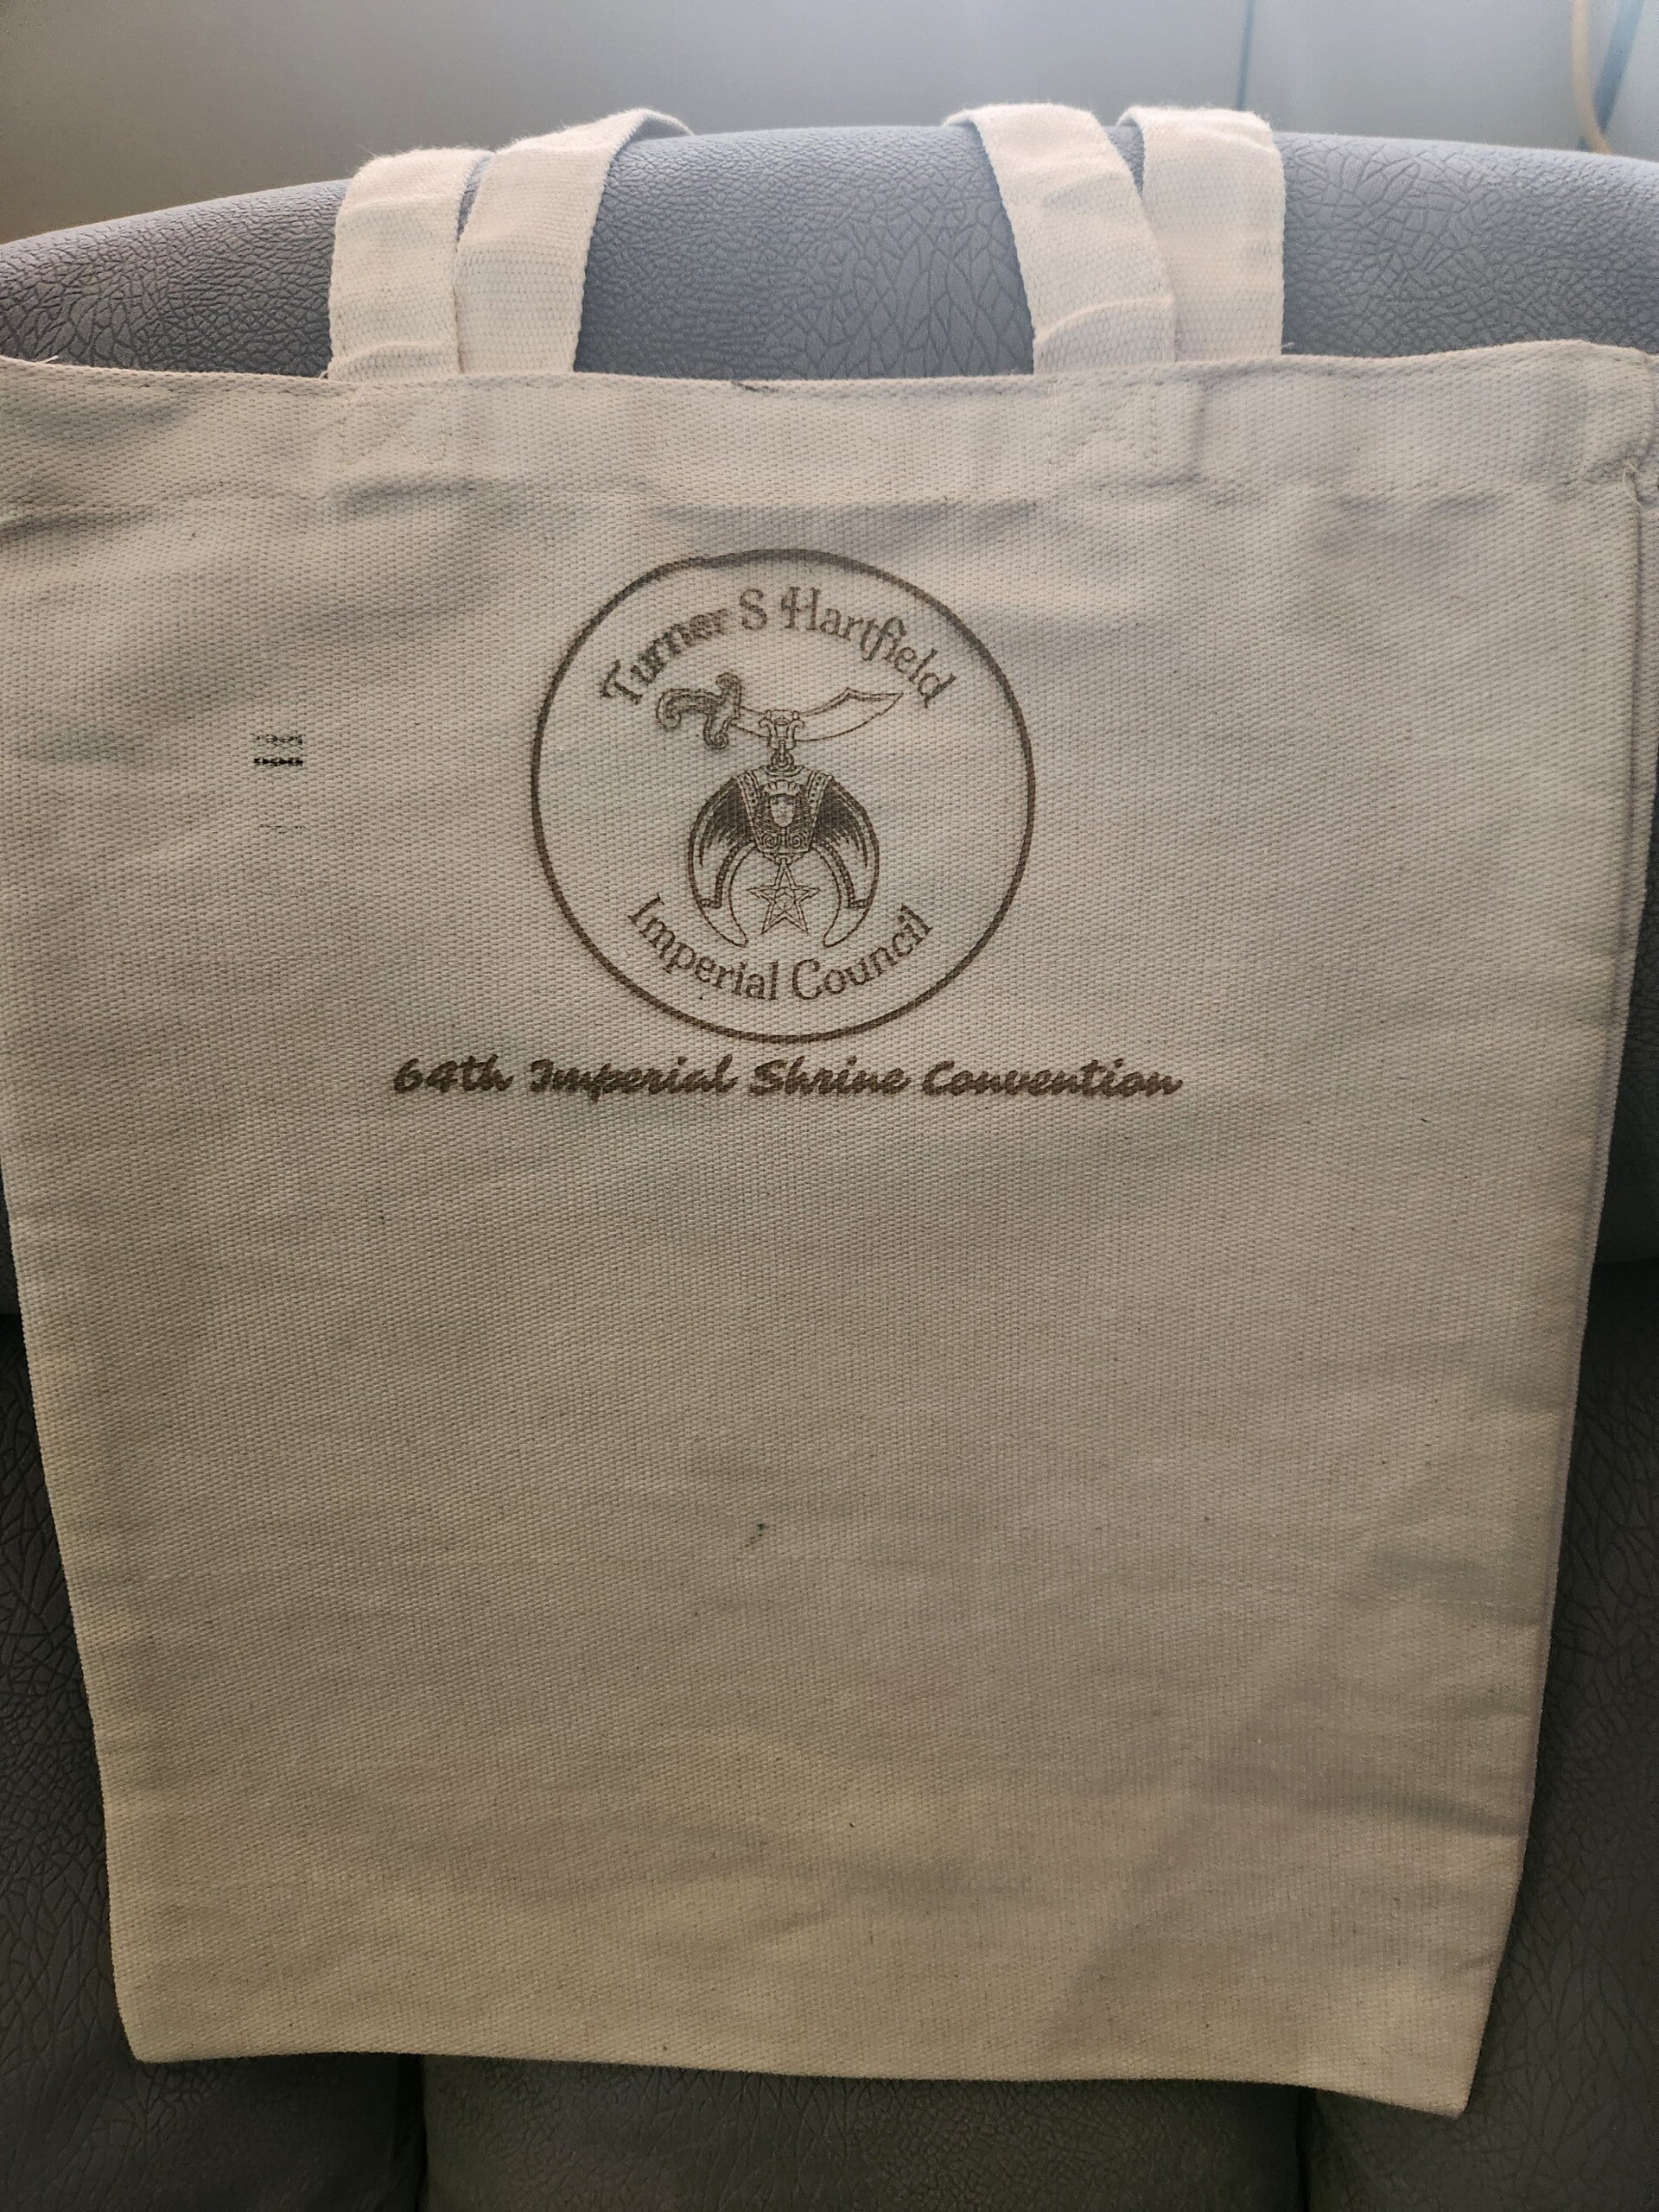 Turner S Hartfield
Imperial Council
64th Imperial Shrine Convention